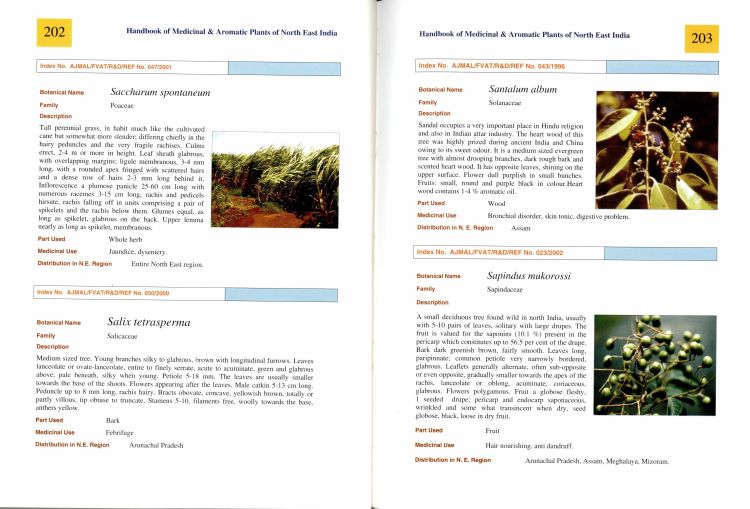 202
Handbook of Medicinal & Aromatic Plants of North East India
Index No. AJMAL/FVAT/R&D/REF No. 047/2001
Botanical Name Saccharum spontaneum
Family Poaceae
Description
Tall perennial grass, in habit much like the cultivated
cane but somewhat more slender; differing chiefly in the
hairy peduncles and the very fragile rachises. Culms
erect, 2-4 m or more in height. Leaf sheath glabrous,
with overlapping margins; ligule membranous, 3-4 mm
long, with a rounded apex fringed with scattered hairs
and a dense row of hairs 2-3 mm long behind it.
Inflorescence a plumose panicle 25-60 cm long with
numerous racemes 3-15 cm long, rachis and pedicels
hirsute, rachis falling off in units comprising a pair of
spikelets and the rachis below them. Glumes equal, as
long as spikelet, glabrous on the back. Upper lemma
nearly as long as spikelet, membranous.
Part Used Whole herb
Medicinal Use Jaundice, dysentery.
Distribution in N.E. Region Entire North East region.
Index No. AJMAL/FVAT/R&D/REF No. 050/2000
Botanical Name Salix tetrasperma
Family Salicaceae
Description
Medium sized tree. Young branches silky to glabrous, brown with longitudinal furrows. Leaves
lanceolate or ovate-lanceolate, entire to finely serrate, acute to acuminate, green and glabrous
above, pale beneath, silky when young. Petiole 5-18 mm. The leaves are usually smaller
towards the base of the shoots. Flowers appearing after the leaves. Male catkin 5-13 cm long.
Peduncle up to 8 mm long, rachis hairy. Bracts obovate, concave, yellowish brown, totally or
partly villous, tip obtuse to truncate. Stamens 5-10, filaments free, woolly towards the base,
anthers yellow.
Part Used Bark
Medicinal Use Febrifuge
Distribution in N.E. Region Arunachal Pradesh
Handbook of Medicinal & Aromatic Plants of North East India
203
Index No. AJMAL/FVAT/R&D/REF No. 043/1996
Botanical Name Santalum album
Family Solanaceae
Description
Sandal occupies a very important place in Hindu religion
and also in Indian attar industry. The heart wood of this
tree was highly prized during ancient India and China
owing to its sweet odour. It is a medium sized evergreen
tree with almost drooping branches, dark rough bark and
scented heart wood. It has opposite leaves, shining on the
upper surface. Flower dull purplish in small bunches.
Fruits: small, round and purple black in colour.Heart
wood contains 1-4 % aromatic oil.
Part Used Wood
Medicinal Use Bronchial disorder, skin tonic, digestive problem.
Distribution in N.E. Region Assam
Index No. AJMAL/FVAT/R&D/REF No. 023/2002
Botanical Name Sapindus mukorossi
Family Sapindaceae
Description
A small deciduous tree found wild in north India, usually
with 5-10 pairs of leaves, solitary with large drupes. The
fruit is valued for the saponins (10.1 %) present in the
pericarp which constitutes up to 56.5 per cent of the drupe.
Bark dark greenish brown, fairly smooth. Leaves long,
paripinnate; common petiole very narrowly bordered,
glabrous. Leaflets generally alternate, often sub-opposite
or even opposite, gradually smaller towards the apex of the
rachis, lanceolate or oblong, acuminate, coriaceous,
glabrous. Flowers polygamous. Fruit a globose fleshy,
1 seeded drupe; pericarp and endocarp saponaceous,
wrinkled and some what transincent when dry, seed
globose, black, loose in dry fruit.
Part Used Fruit
Medicinal Use Hair nourishing, anti dandruff.
Distribution in N. E. Region Arunachal Pradesh, Assam, Meghalaya, Mizoram.